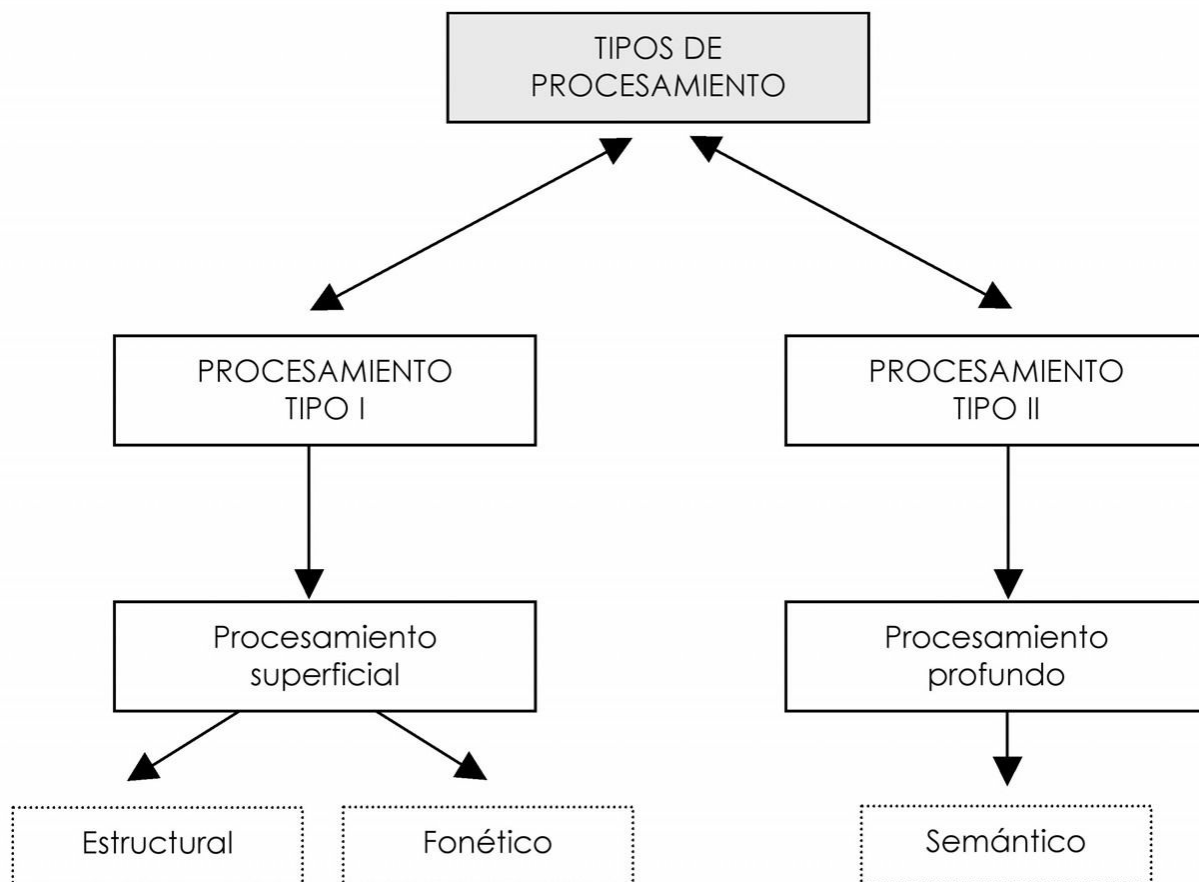 TIPOS DE
PROCESAMIENTO
PROCESAMIENTO
TIPO I
PROCESAMIENTO
TIPO II
Procesamiento
superficial
Procesamiento
profundo
Estructural
Fonético
Semántico